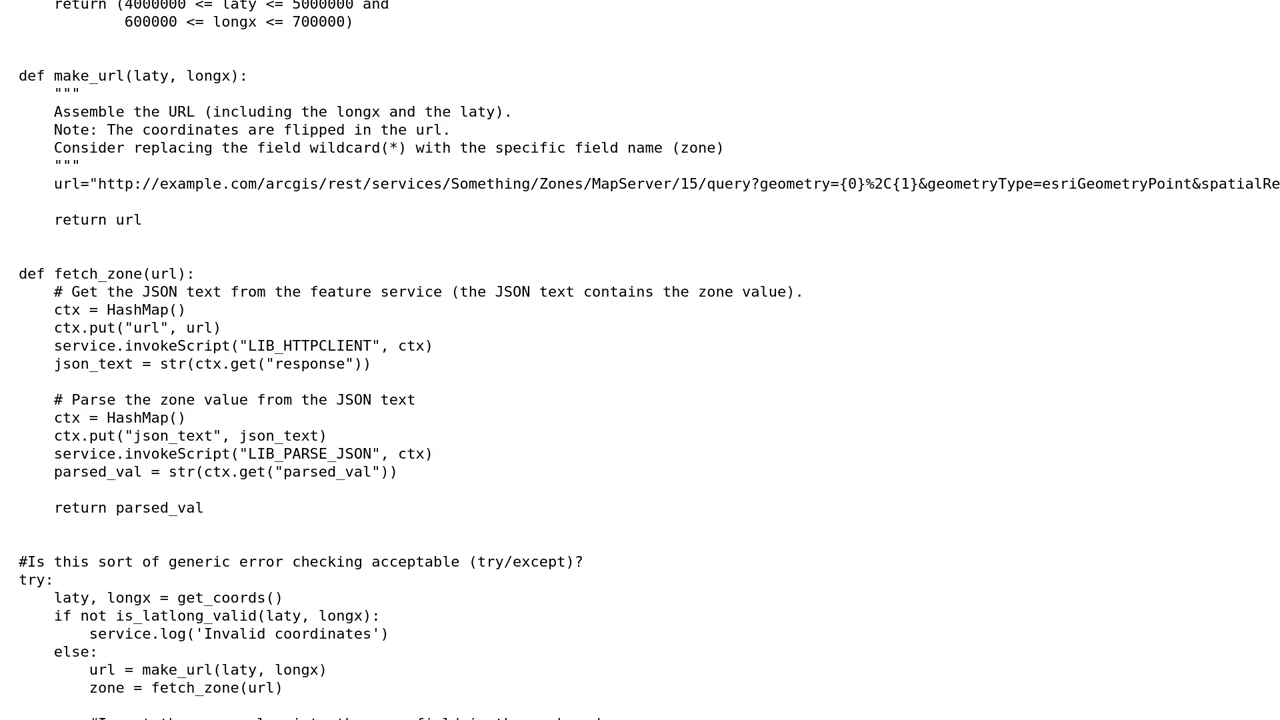 return (4000000 <= laty <= 5000000 and
600000 <= longx <= 700000)
def make_url(laty, longx):
"""
Assemble the URL (including the longx and the laty).
Note: The coordinates are flipped in the url.
Consider replacing the field wildcard(*) with the specific field name (zone)
"""
url="http://example.com/arcgis/rest/services/Something/Zones/MapServer/15/query?geometry={0}%2C{1}&geometryType=esriGeometryPoint&spatialRe
return url
def fetch_zone(url):
# Get the JSON text from the feature service (the JSON text contains the zone value).
ctx = HashMap()
ctx.put("url", url)
service.invokeScript("LIB_HTTPCLIENT", ctx)
json_text = str(ctx.get("response"))
# Parse the zone value from the JSON text
ctx = HashMap()
ctx.put("json_text", json_text)
service.invokeScript("LIB_PARSE_JSON", ctx)
parsed_val = str(ctx.get("parsed_val"))
return parsed_val
#Is this sort of generic error checking acceptable (try/except)?
try:
laty, longx = get_coords()
if not is_latlong_valid(laty, longx):
service.log('Invalid coordinates')
else:
url = make_url(laty, longx)
zone = fetch_zone(url)